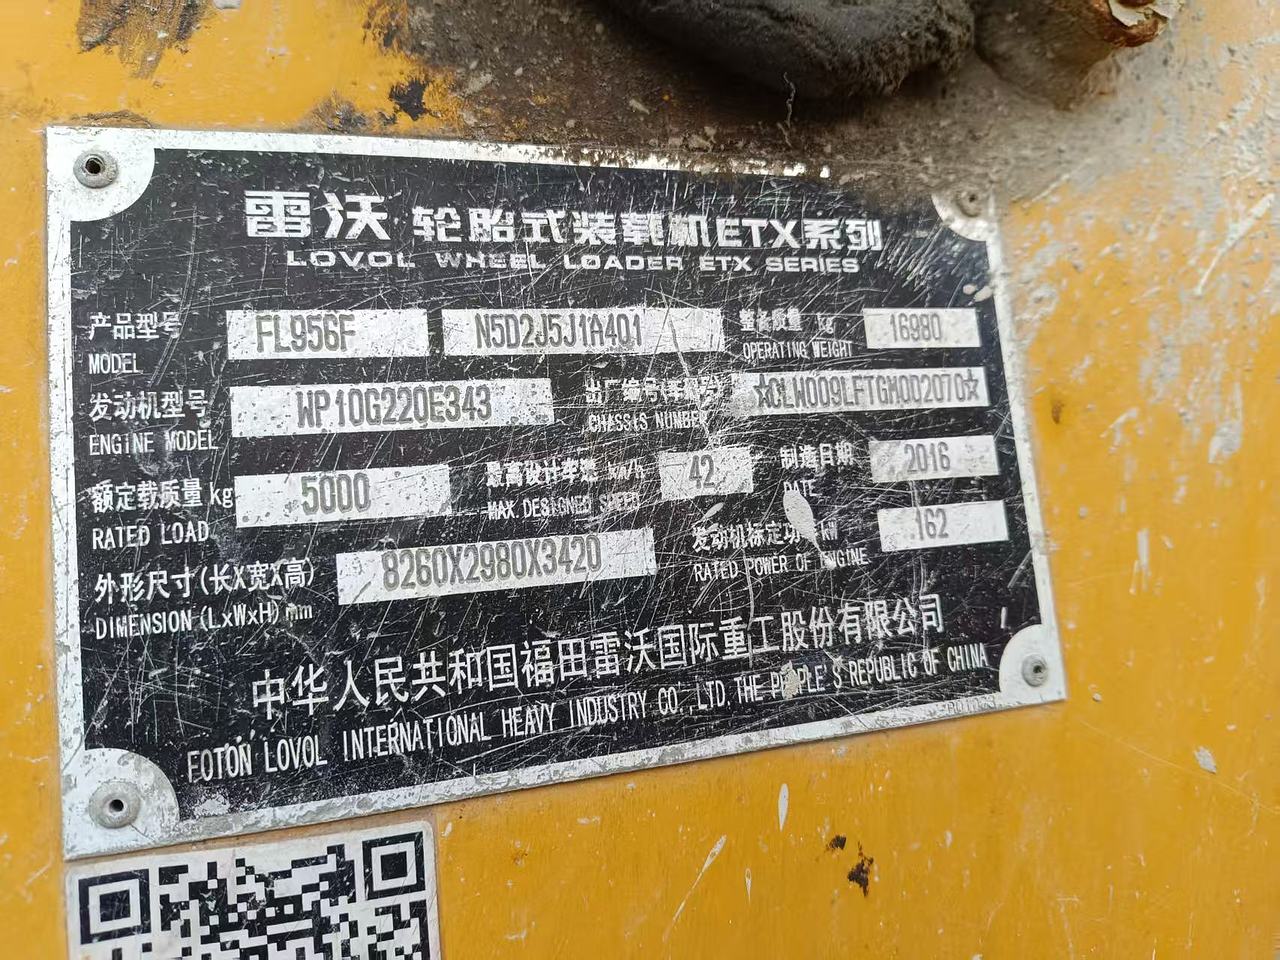 雷沃 轮胎式装载机ETX系列
LOVOL WHEEL LOADER ETX SERIES
产品型号 FL956F N5D2J5J1A401 整备质量 kg 16980
MODEL OPERATING WEIGHT
发动机型号 WP10G220E343 出厂编号(车架号) ☆CLW009LFTGM002070☆
ENGINE MODEL CHASSIS NUMBER
额定载质量 kg 5000 最高设计车速 km/h 42 制造日期 2016
RATED LOAD MAX.DESIGNED SPEED DATE
外形尺寸(长X宽X高) 8260X2980X3420 发动机标定功 kW 162
DIMENSION(LxWxH) mm RATED POWER OF ENGINE
中华人民共和国福田雷沃国际重工股份有限公司
FOTON LOVOL INTERNATIONAL HEAVY INDUSTRY CO.,LTD.THE PEOPLE'S REPUBLIC OF CHINA